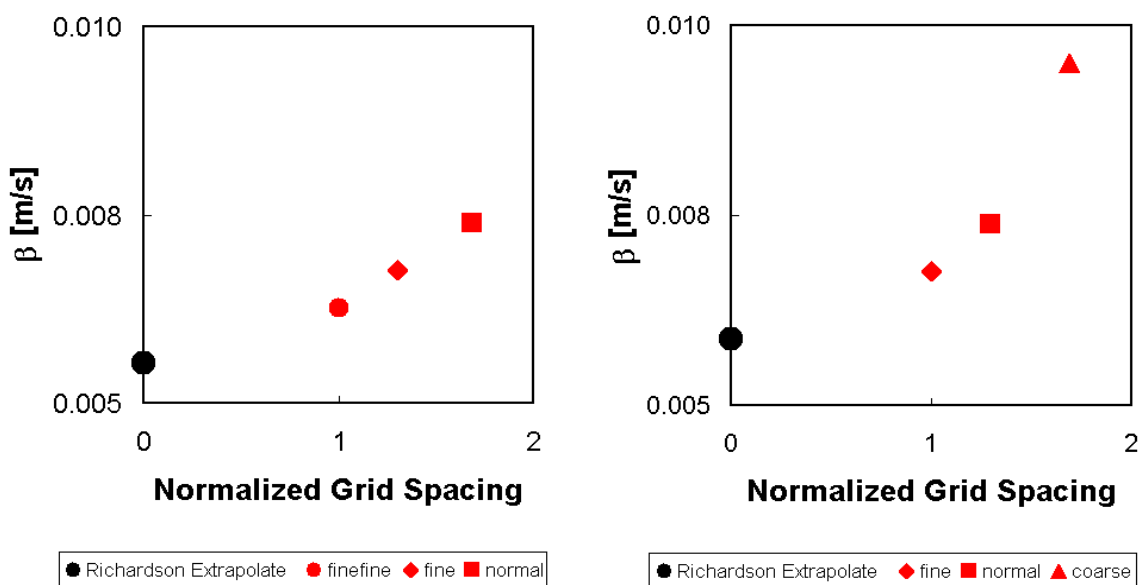 0.010
0.008
0.005
β [m/s]
0 1 2
Normalized Grid Spacing
Richardson Extrapolate finefine fine normal
0.010
0.008
0.005
β [m/s]
0 1 2
Normalized Grid Spacing
Richardson Extrapolate fine normal coarse